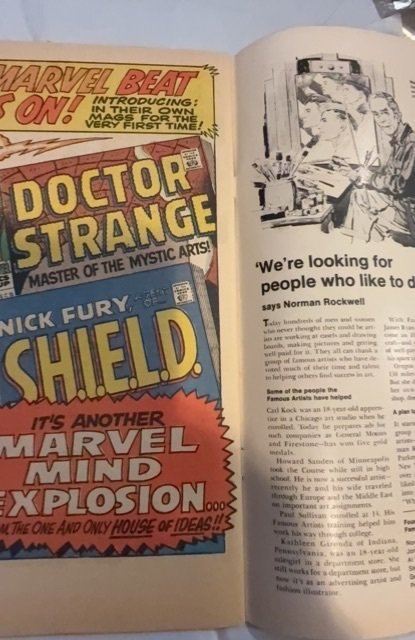 MARVEL BEAT
S ON!
INTRODUCING:
IN THEIR OWN
MAGS FOR THE
VERY FIRST TIME!
DOCTOR
STRANGE
MASTER OF THE MYSTIC ARTS!
NICK FURY,
AGENT OF
S.H.I.E.L.D.
IT'S ANOTHER
MARVEL
MIND
EXPLOSION...
THE ONE AND ONLY HOUSE OF IDEAS!!
'We're looking for
people who like to d
says Norman Rockwell
Today hundreds of men and women
who never thought they could be art-
ists are working at easels and drawing
boards, making pictures and getting
well paid for it. They all can thank a
group of famous artists who have de-
voted much of their time and talent
to helping others find success in art.
Some of the people the
Famous Artists have helped
Carl Kock was an 18-year-old appren-
tice in a Chicago art studio when he
enrolled. Today he prepares ads for
such companies as General Motors
and Firestone—has won five gold
medals.
Howard Sanden of Minneapolis
took the Course while still in high
school. He is now a successful artist—
recently he and his wife traveled
through Europe and the Middle East
on important art assignments.
Paul Sullivan enrolled at 13. His
Famous Artists training helped him
work his way through college.
Kathleen Gironda of Indiana,
Pennsylvania, was an 18-year-old
salesgirl in a department store, she
still works for a department store, but
now it's as an advertising artist and
fashion illustrator.